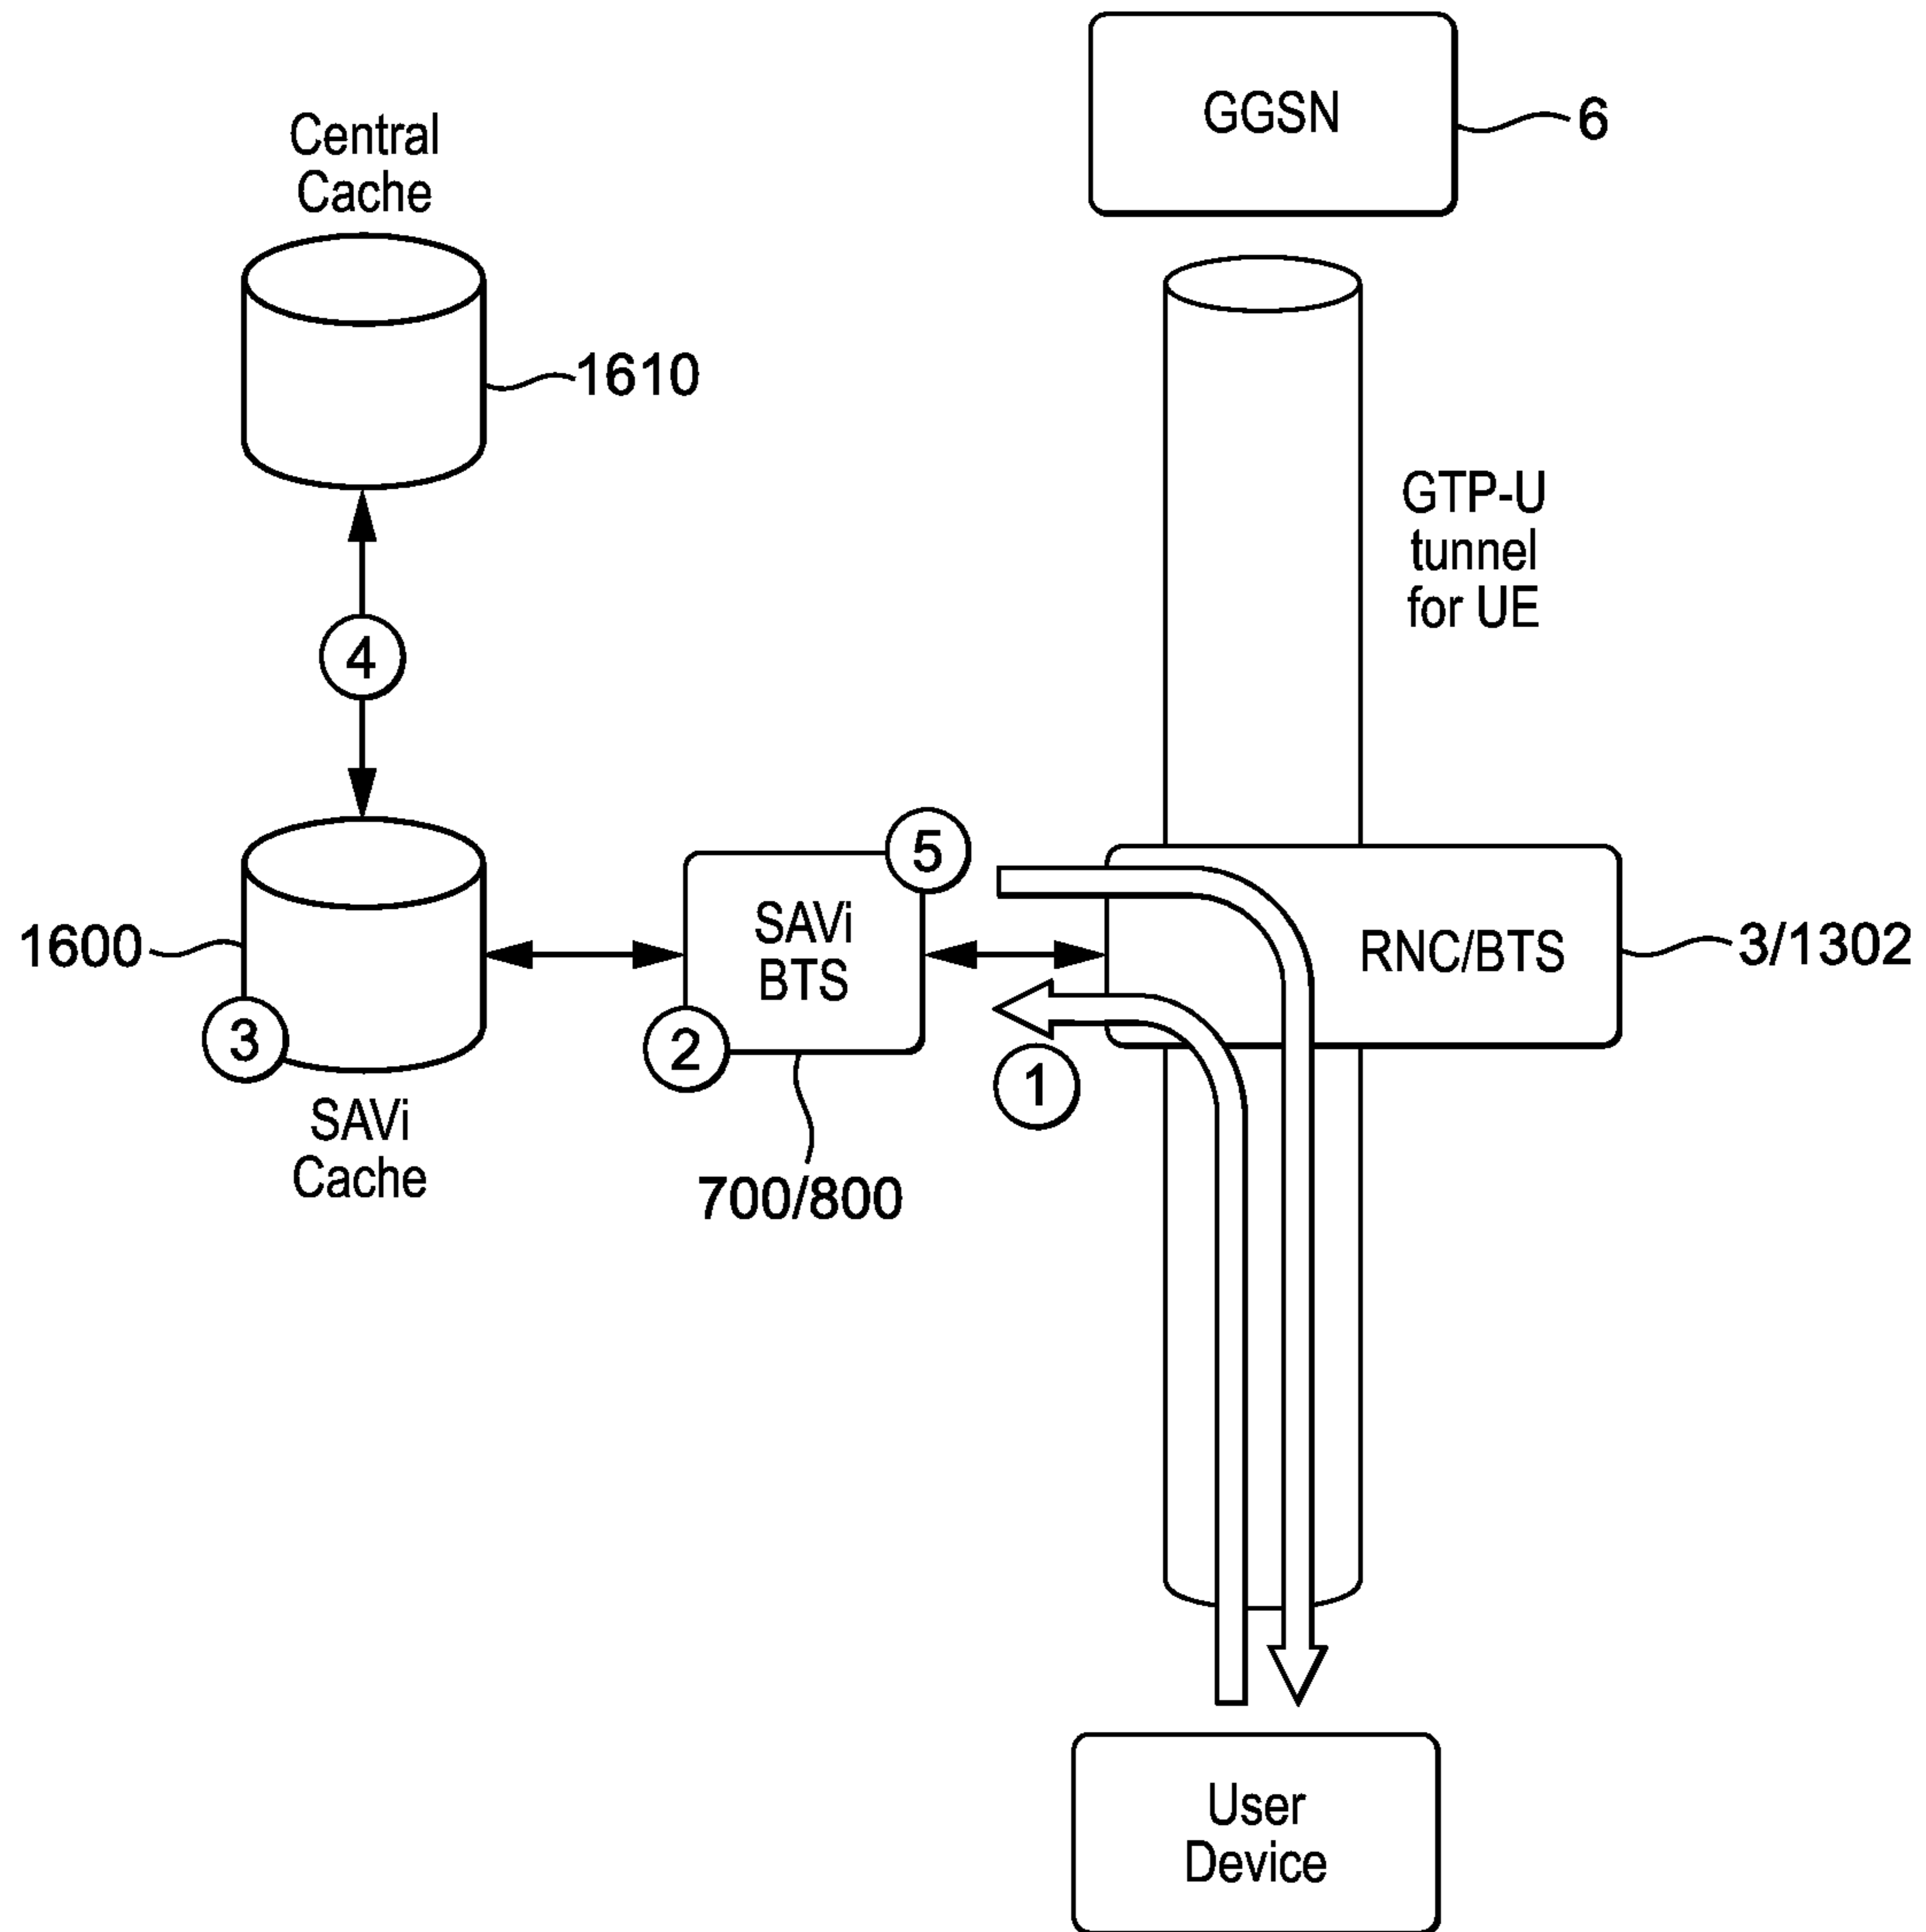 GGSN
6
Central
Cache
1610
GTP-U
tunnel
for UE
4
5
SAVi
BTS
RNC/BTS
3/1302
1600
3
2
1
SAVi
Cache
700/800
User
Device